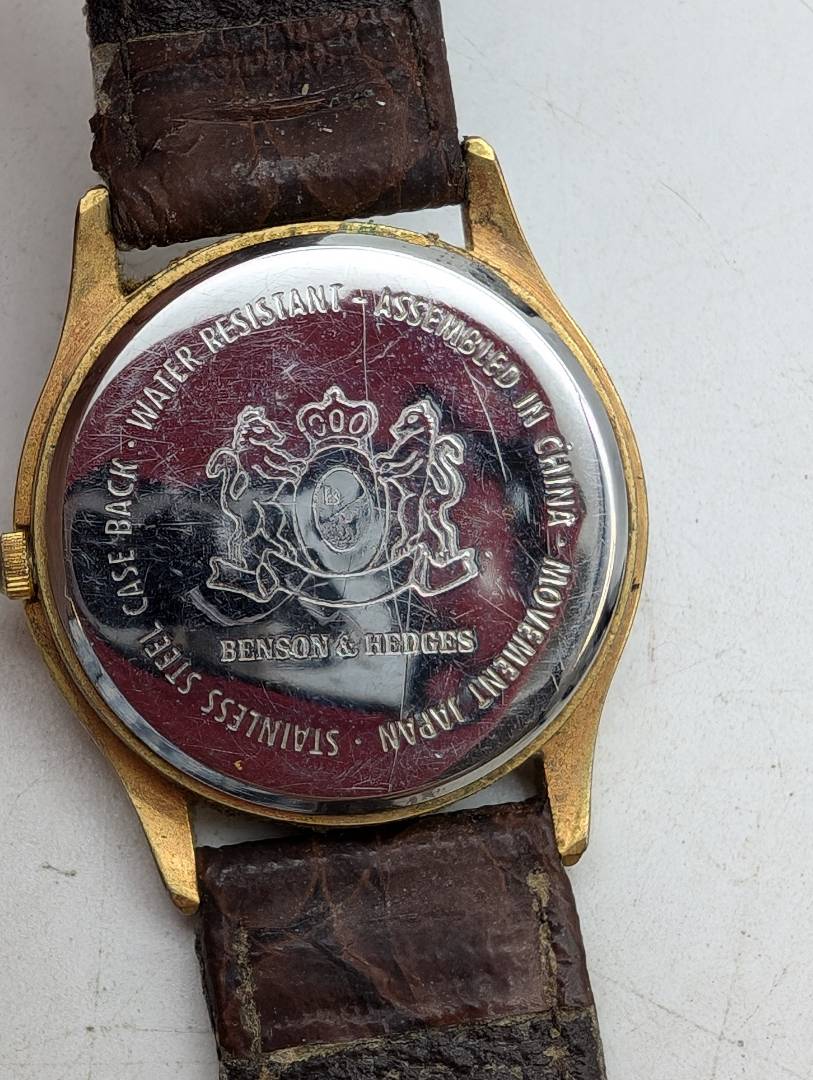 STAINLESS STEEL CASE BACK · WATER RESISTANT - ASSEMBLED IN CHINA - MOVEMENT JAPAN ·
BENSON & HEDGES